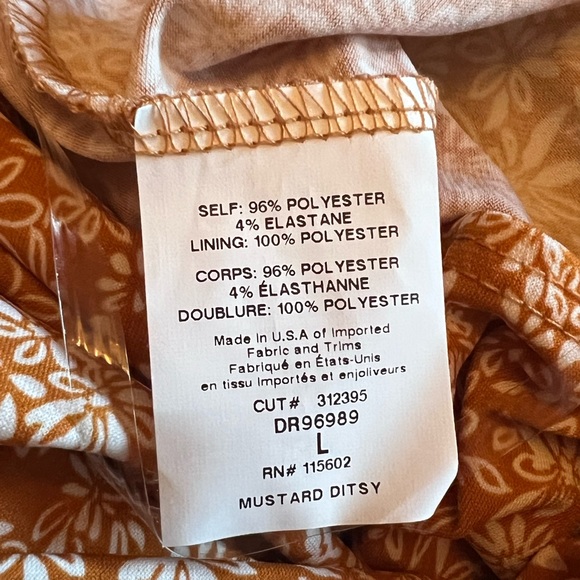 SELF: 96% POLYESTER
4% ELASTANE
LINING: 100% POLYESTER
CORPS: 96% POLYESTER
4% ÉLASTHANNE
DOUBLURE: 100% POLYESTER
Made in U.S.A of Imported
Fabric and Trims
Fabriqué en États-Unis
en tissu importés et enjoliveurs
CUT# 312395
DR96989
L
RN# 115602
MUSTARD DITSY